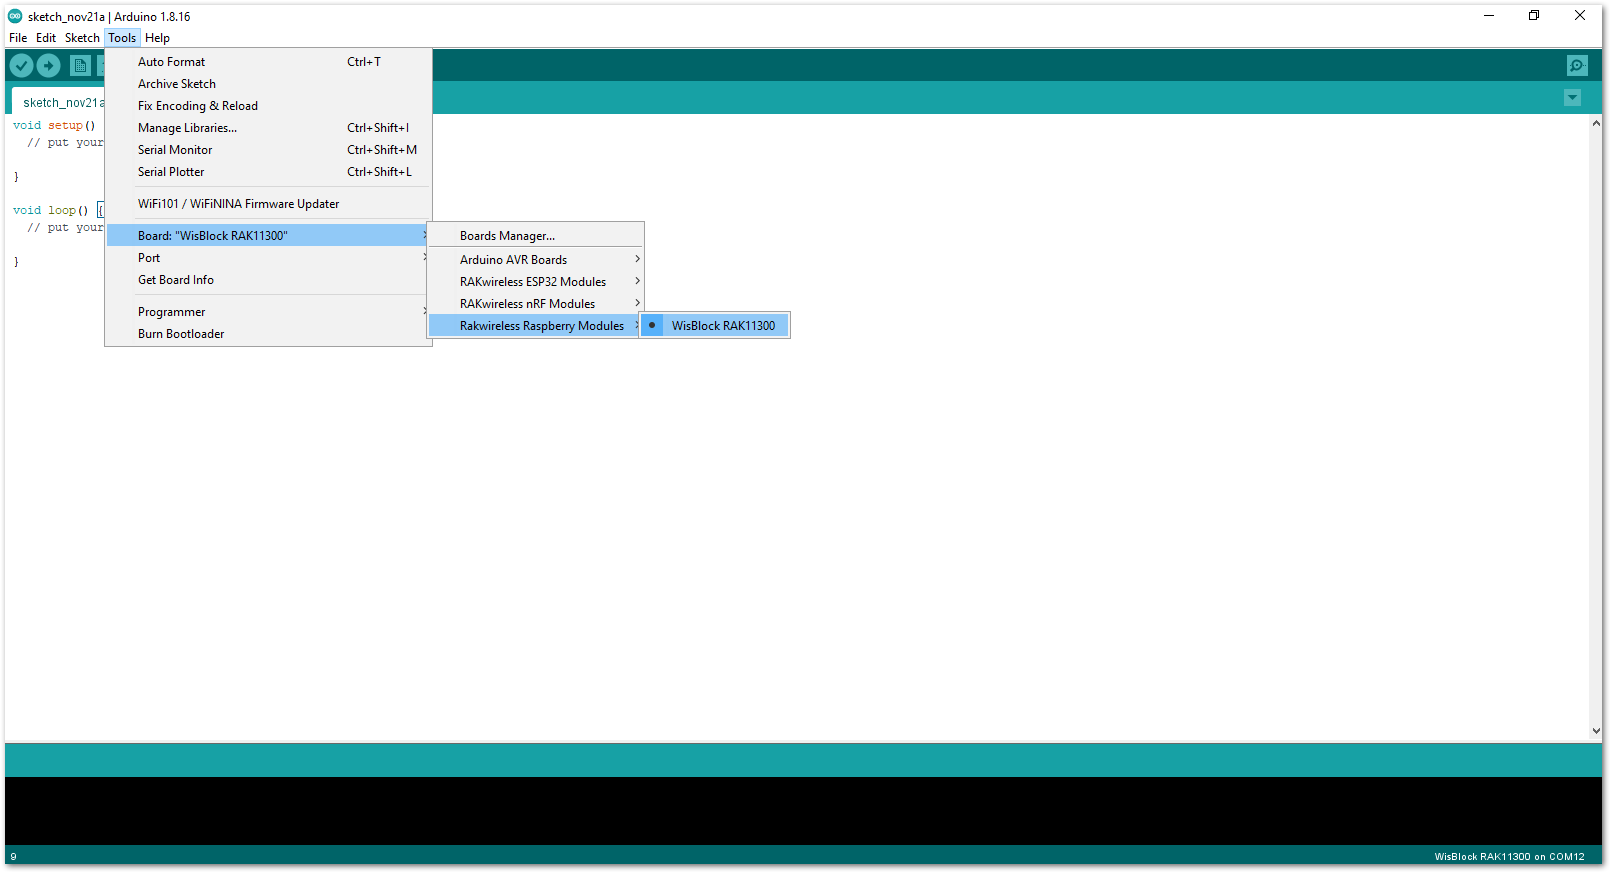 sketch_nov21a | Arduino 1.8.16
File Edit Sketch Tools Help
sketch_nov21a
void setup()
// put your
}
void loop() {
// put your
}
Auto Format Ctrl+T
Archive Sketch
Fix Encoding & Reload
Manage Libraries... Ctrl+Shift+I
Serial Monitor Ctrl+Shift+M
Serial Plotter Ctrl+Shift+L
WiFi101 / WiFiNINA Firmware Updater
Board: "WisBlock RAK11300"
Port
Get Board Info
Programmer
Burn Bootloader
Boards Manager...
Arduino AVR Boards
RAKwireless ESP32 Modules
RAKwireless nRF Modules
Rakwireless Raspberry Modules
WisBlock RAK11300
9
WisBlock RAK11300 on COM12